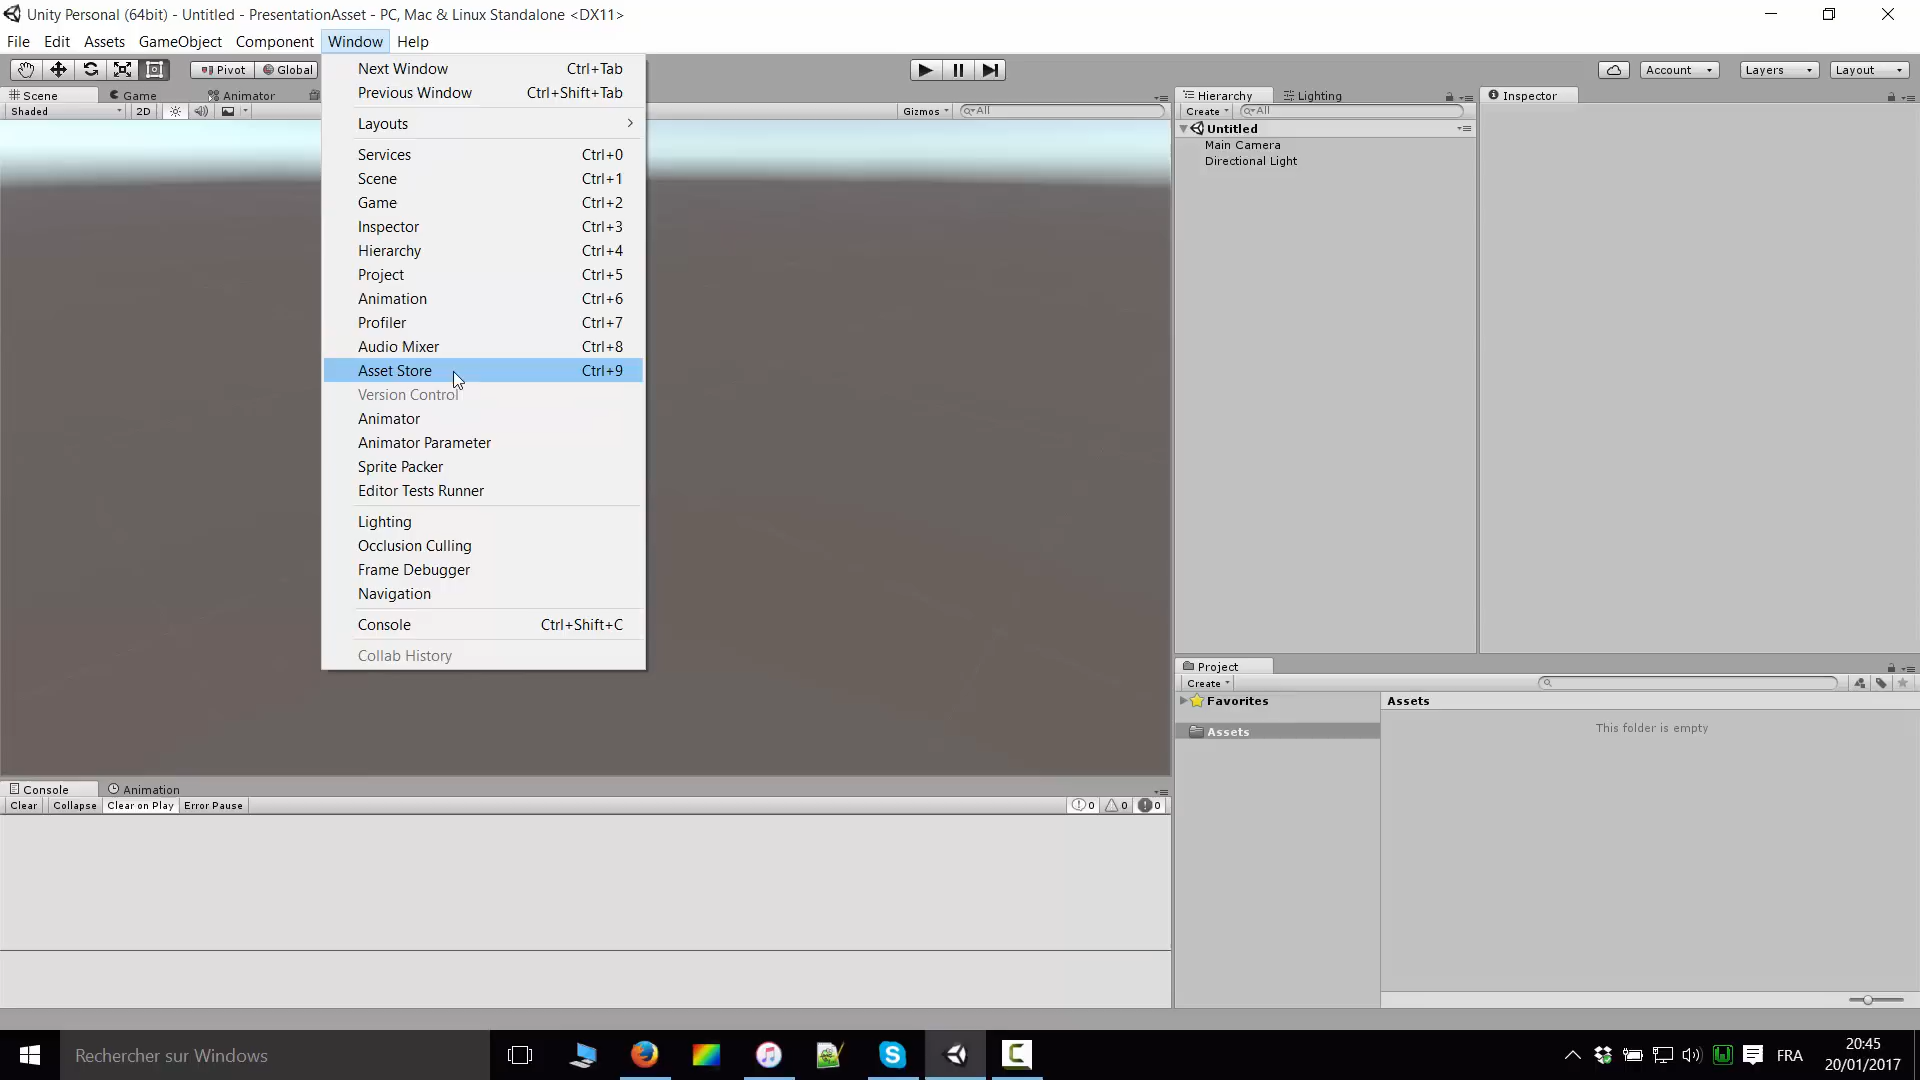 Unity Personal (64bit) - Untitled - PresentationAsset - PC, Mac & Linux Standalone <DX11>
File Edit Assets GameObject Component Window Help
Pivot Global Account Layers Layout
Scene Game Animator
Shaded 2D Gizmos All
Next Window Ctrl+Tab
Previous Window Ctrl+Shift+Tab
Layouts
Services Ctrl+0
Scene Ctrl+1
Game Ctrl+2
Inspector Ctrl+3
Hierarchy Ctrl+4
Project Ctrl+5
Animation Ctrl+6
Profiler Ctrl+7
Audio Mixer Ctrl+8
Asset Store Ctrl+9
Version Control
Animator
Animator Parameter
Sprite Packer
Editor Tests Runner
Lighting
Occlusion Culling
Frame Debugger
Navigation
Console Ctrl+Shift+C
Collab History
Hierarchy Lighting
Create All
Untitled
Main Camera
Directional Light
Inspector
Project
Create
Favorites
Assets
Assets
This folder is empty
Console Animation
Clear Collapse Clear on Play Error Pause 0 0 0
Rechercher sur Windows
FRA
20:45
20/01/2017